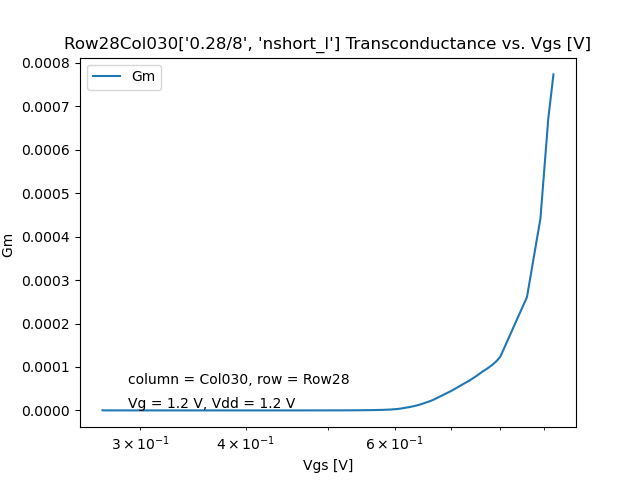 Row28Col030['0.28/8', 'nshort_l'] Transconductance vs. Vgs [V]
Gm
0.0008
0.0007
0.0006
0.0005
0.0004
0.0003
0.0002
0.0001
0.0000
Gm
column = Col030, row = Row28
Vg = 1.2 V, Vdd = 1.2 V
3 × 10⁻¹ 4 × 10⁻¹ 6 × 10⁻¹
Vgs [V]